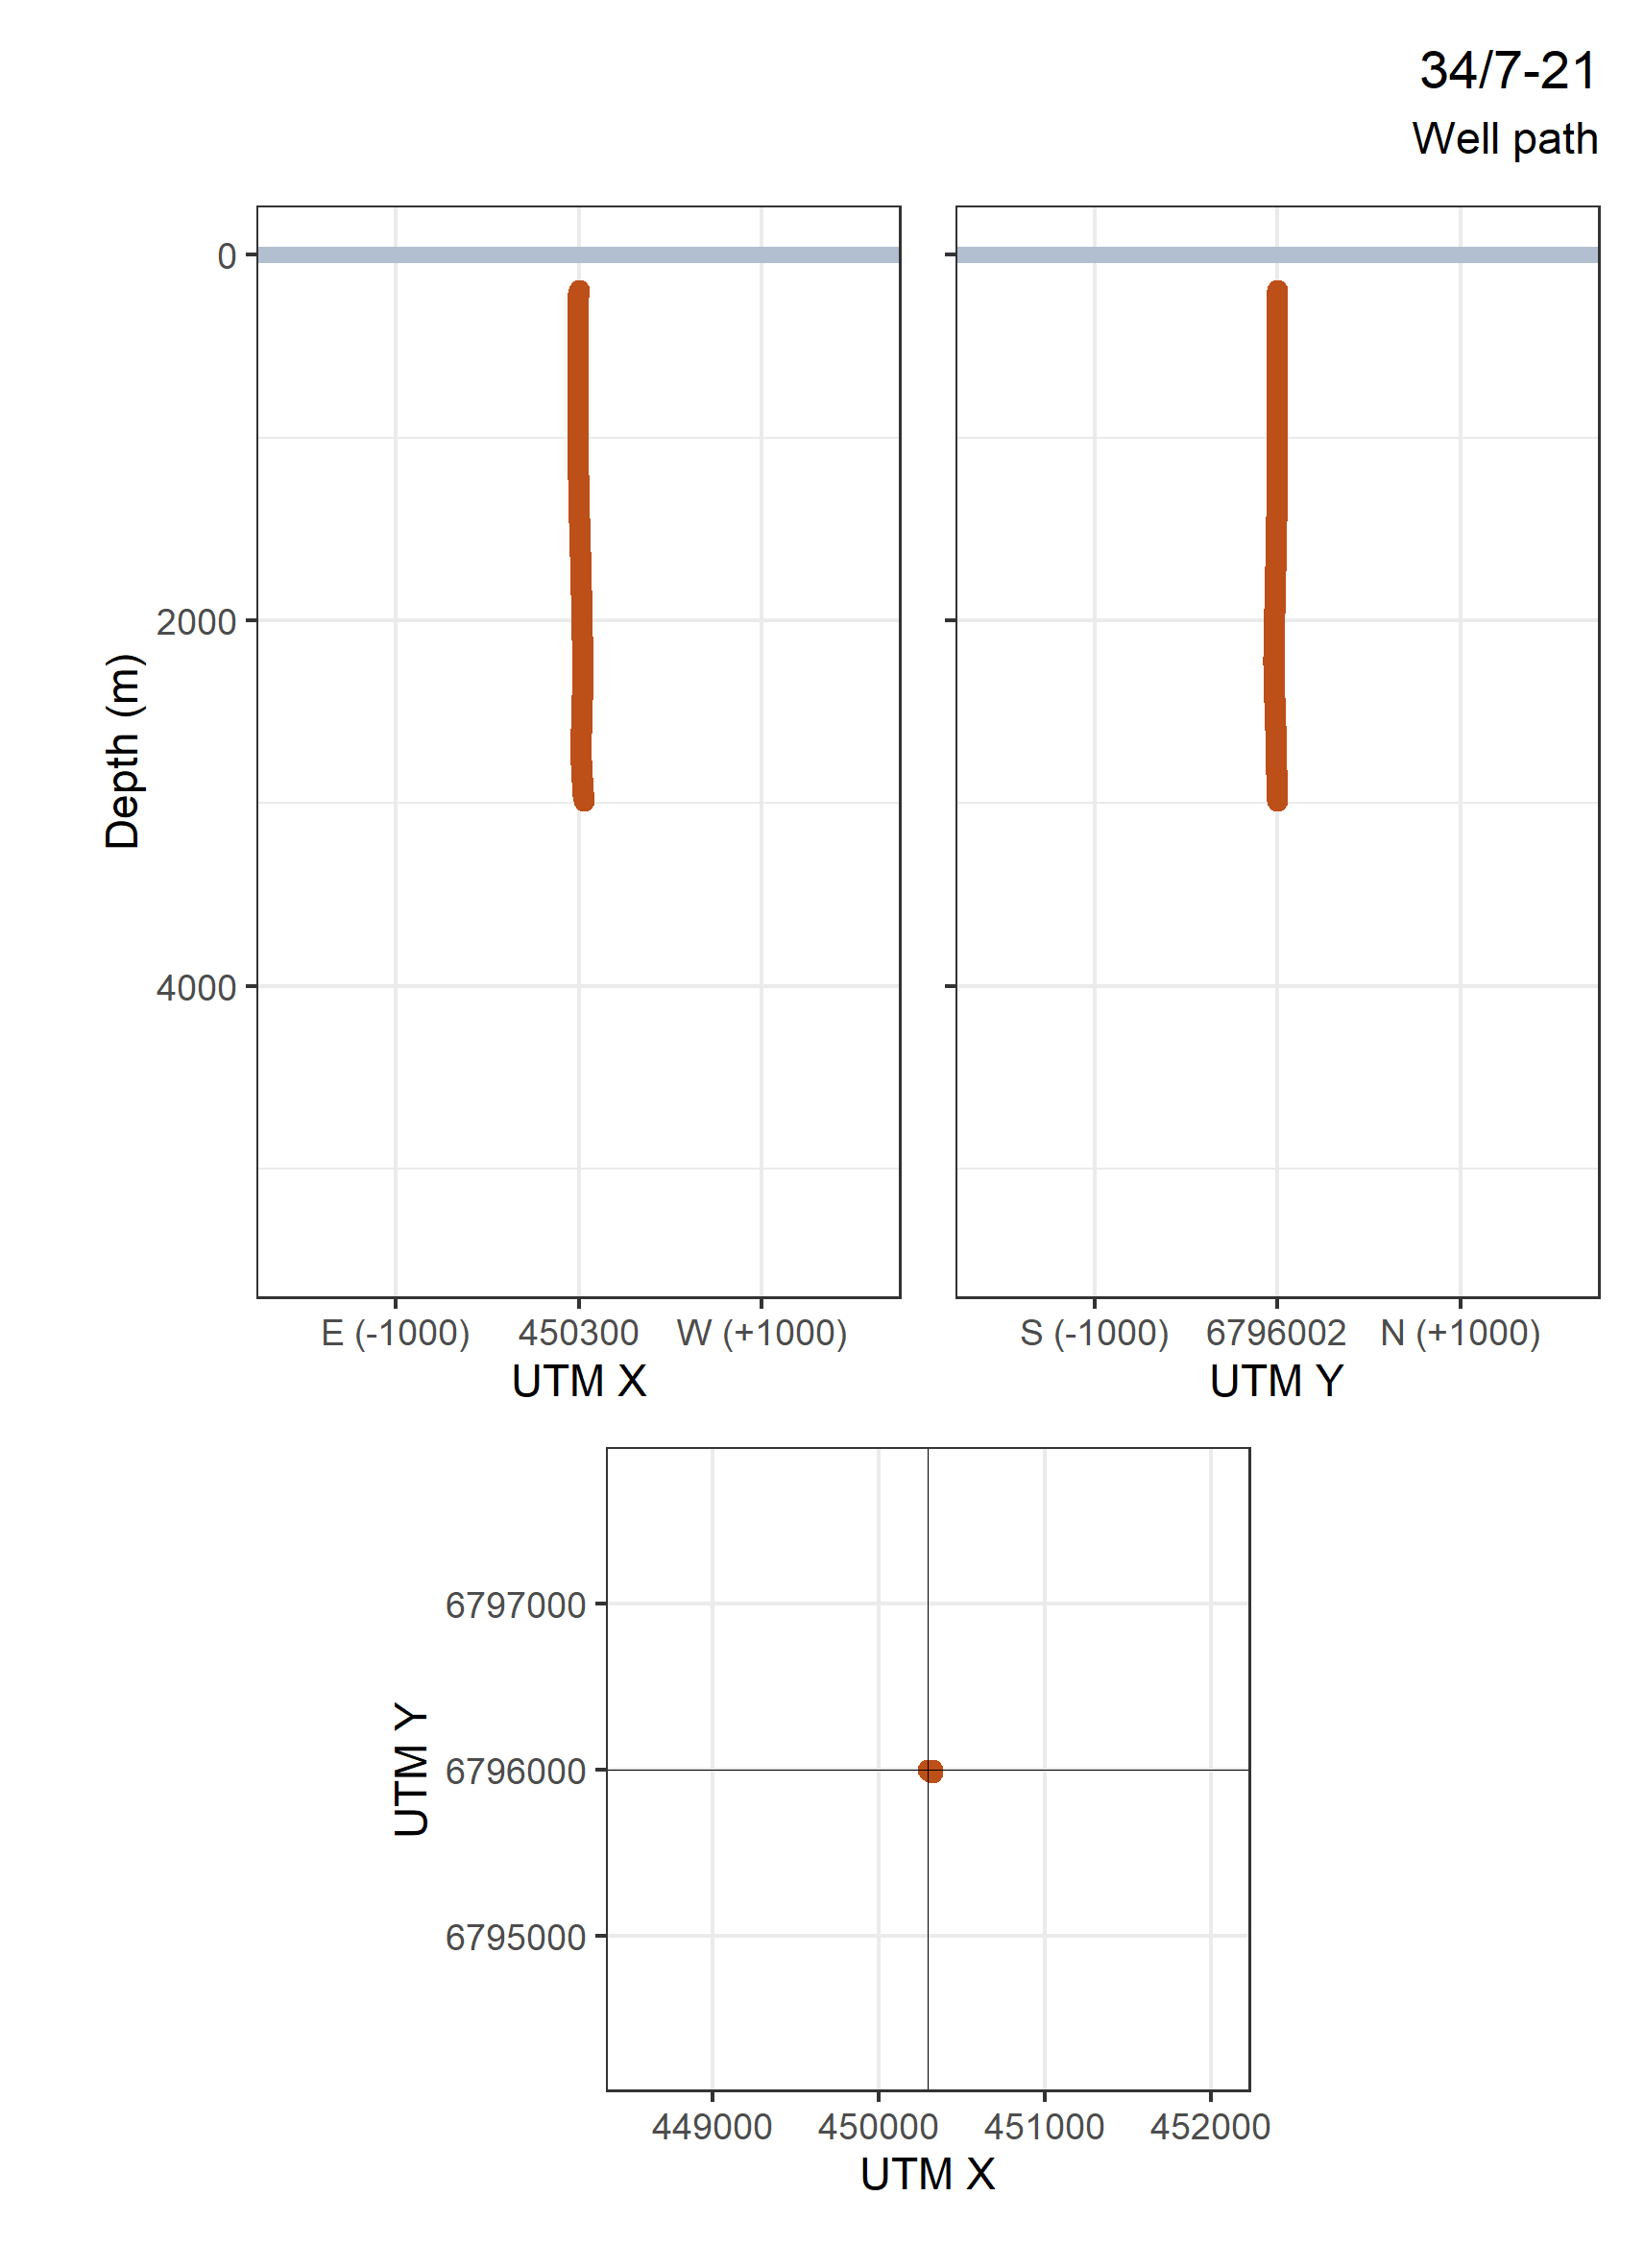 34/7-21
Well path
0
2000
4000
Depth (m)
E (-1000) 450300 W (+1000)
UTM X
S (-1000) 6796002 N (+1000)
UTM Y
6797000
6796000
6795000
UTM Y
449000 450000 451000 452000
UTM X